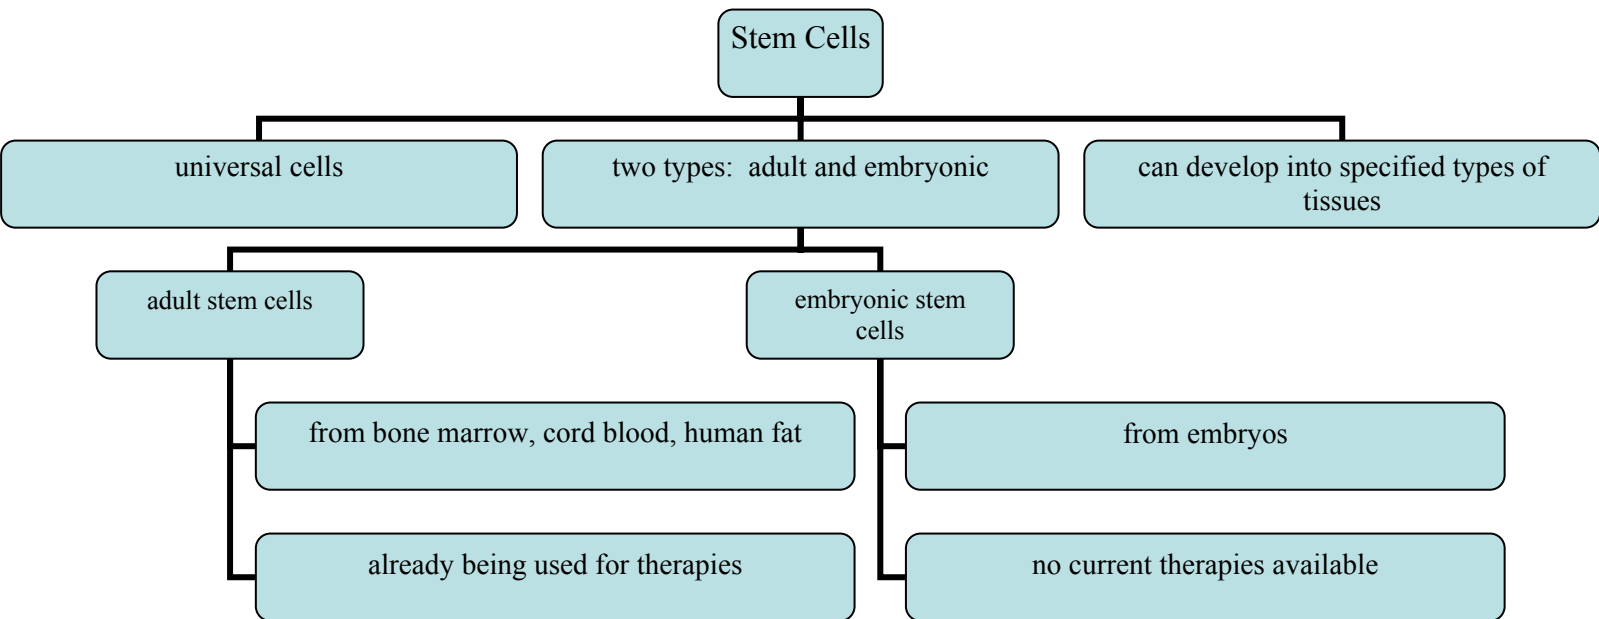 Stem Cells
universal cells
two types:  adult and embryonic
can develop into specified types of
tissues
adult stem cells
embryonic stem
cells
from bone marrow, cord blood, human fat
from embryos
already being used for therapies
no current therapies available